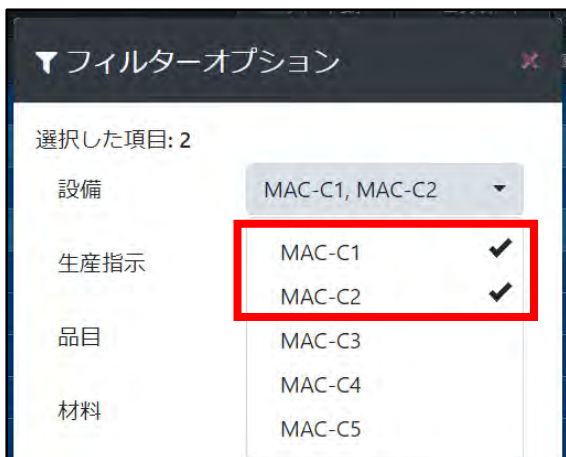 フィルターオプション
選択した項目: 2
設備 MAC-C1, MAC-C2
MAC-C1
生産指示
MAC-C2
品目 MAC-C3
MAC-C4
材料
MAC-C5